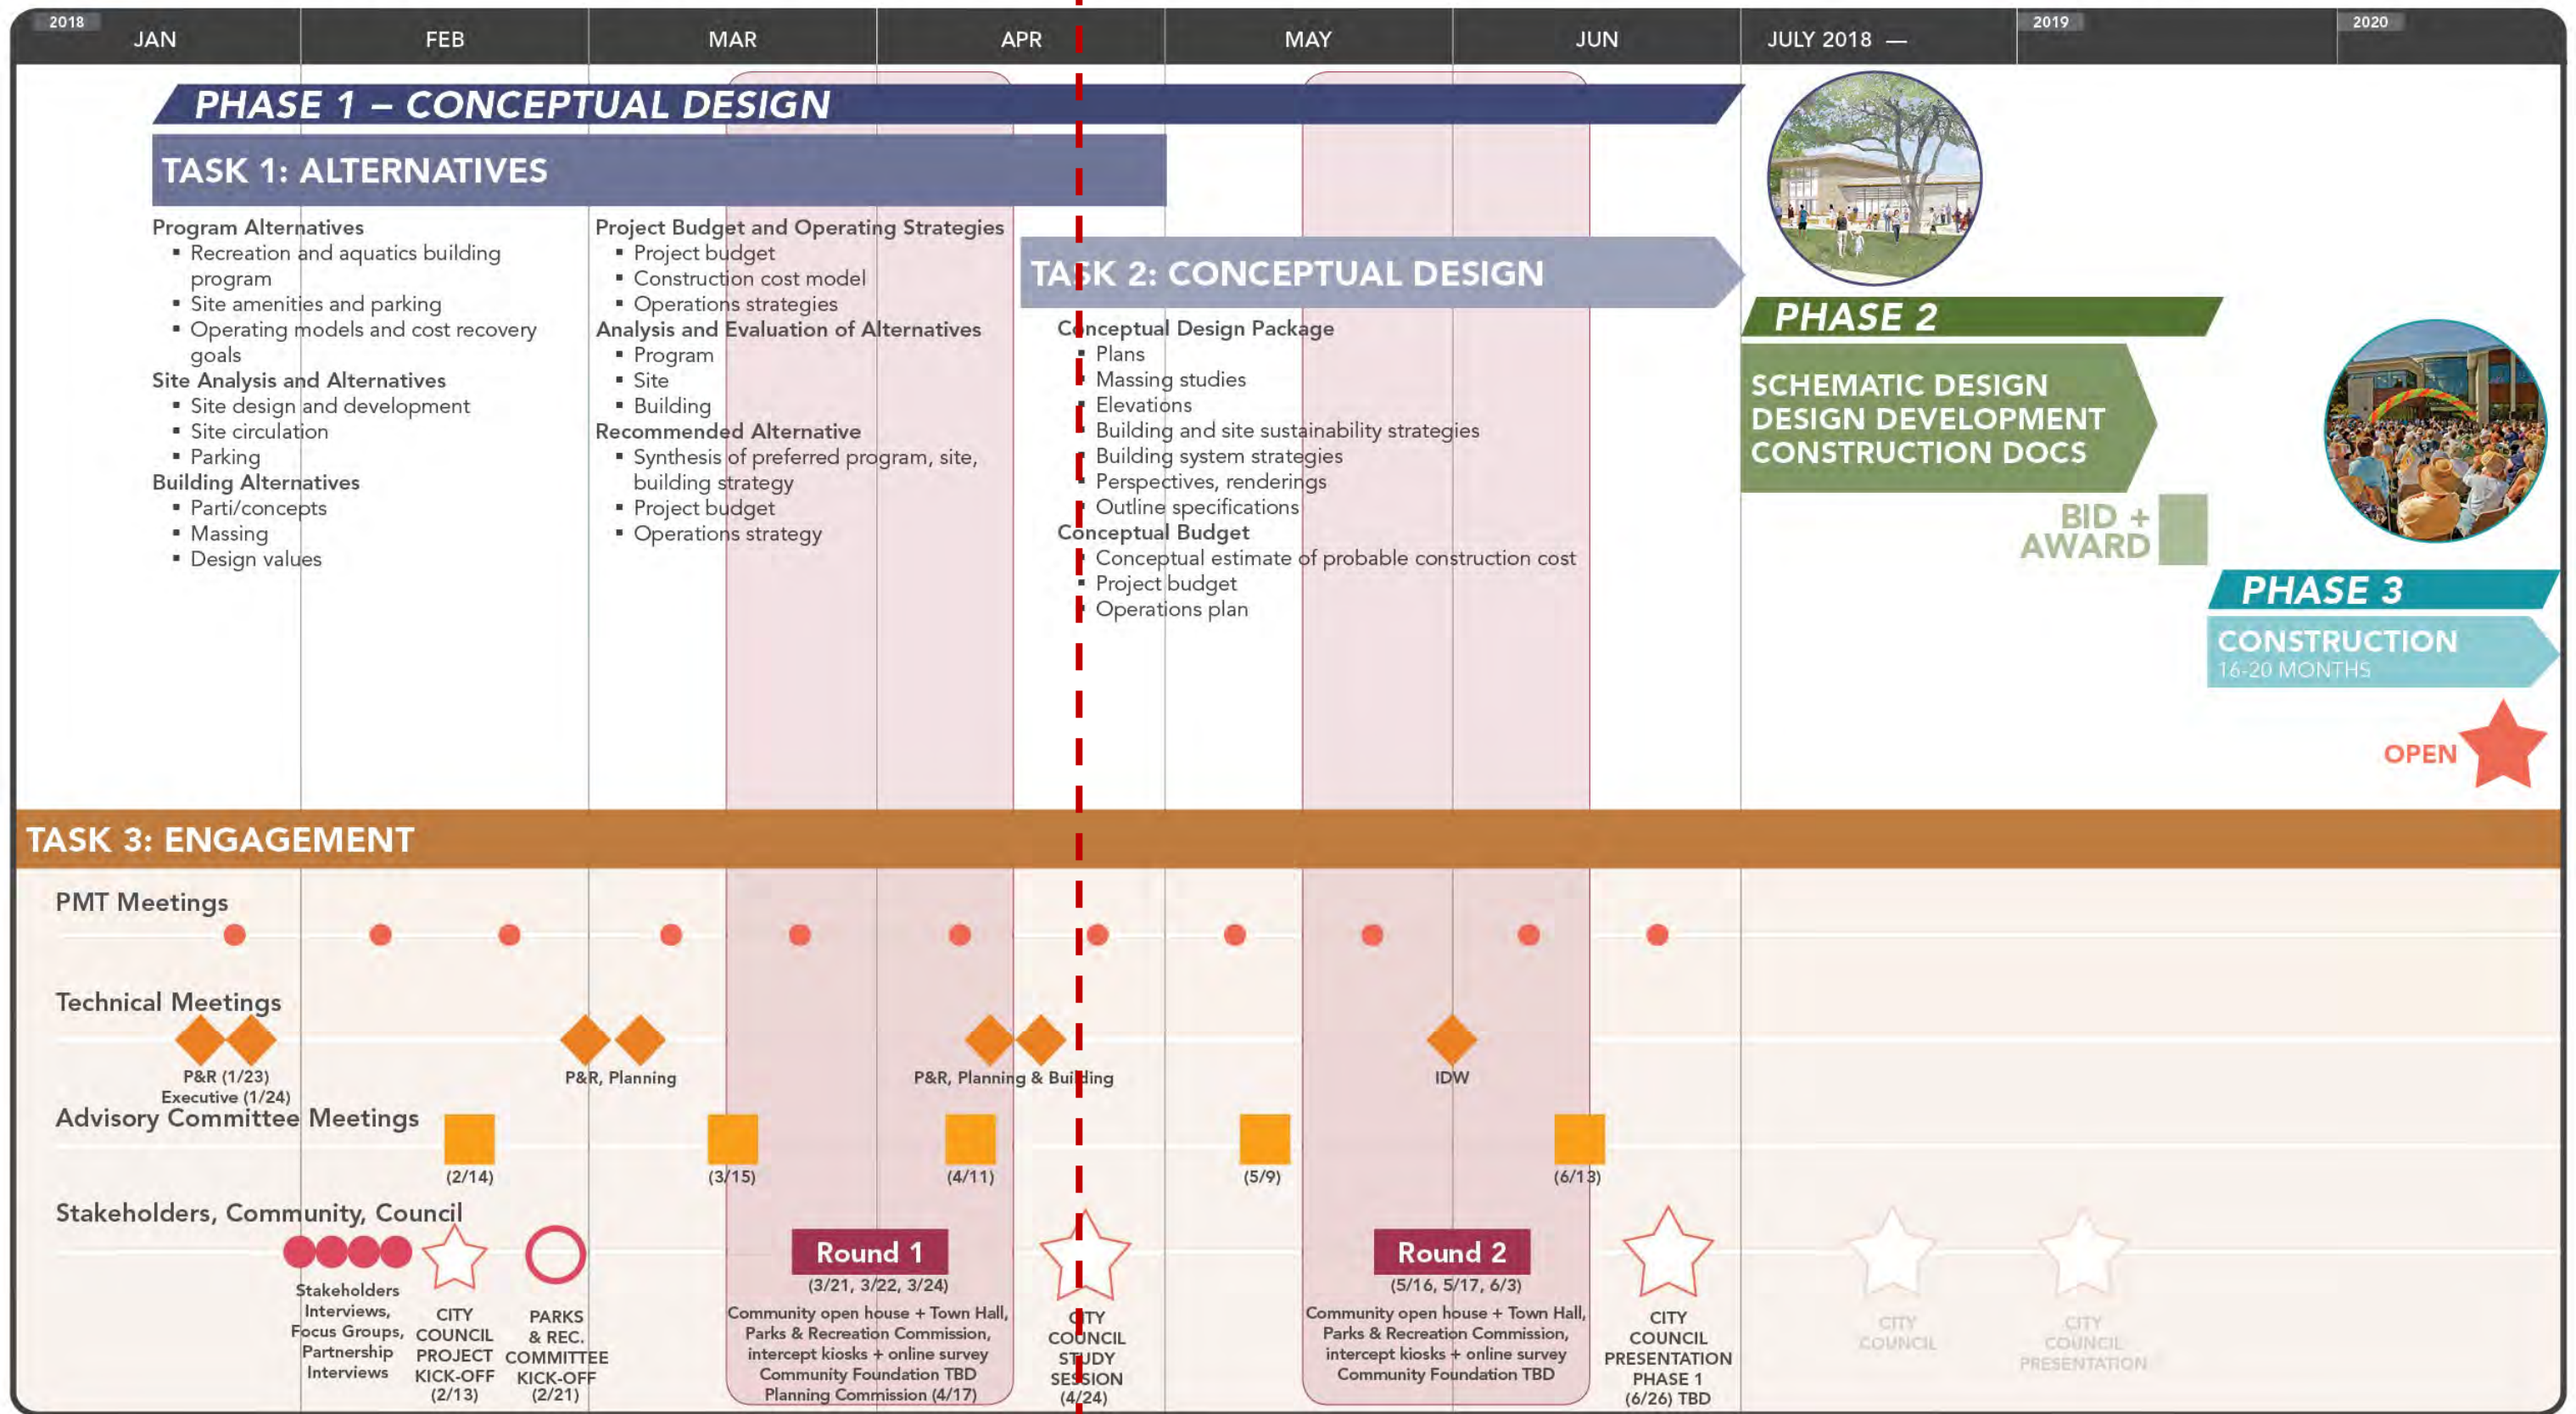 2018
JAN
FEB
MAR
APR
MAY
JUN
JULY 2018 —
2019
2020
PHASE 1 – CONCEPTUAL DESIGN
TASK 1: ALTERNATIVES
Program Alternatives
▪ Recreation and aquatics building
program
▪ Site amenities and parking
▪ Operating models and cost recovery
goals
Site Analysis and Alternatives
▪ Site design and development
▪ Site circulation
▪ Parking
Building Alternatives
▪ Parti/concepts
▪ Massing
▪ Design values
Project Budget and Operating Strategies
▪ Project budget
▪ Construction cost model
▪ Operations strategies
Analysis and Evaluation of Alternatives
▪ Program
▪ Site
▪ Building
Recommended Alternative
▪ Synthesis of preferred program, site,
building strategy
▪ Project budget
▪ Operations strategy
TASK 2: CONCEPTUAL DESIGN
Conceptual Design Package
▪ Plans
▪ Massing studies
▪ Elevations
▪ Building and site sustainability strategies
▪ Building system strategies
▪ Perspectives, renderings
▪ Outline specifications
Conceptual Budget
▪ Conceptual estimate of probable construction cost
▪ Project budget
▪ Operations plan
PHASE 2
SCHEMATIC DESIGN
DESIGN DEVELOPMENT
CONSTRUCTION DOCS
BID +
AWARD
PHASE 3
CONSTRUCTION
16-20 MONTHS
OPEN
TASK 3: ENGAGEMENT
PMT Meetings
Technical Meetings
P&R (1/23)
Executive (1/24)
P&R, Planning
P&R, Planning & Building
IDW
Advisory Committee Meetings
(2/14)
(3/15)
(4/11)
(5/9)
(6/13)
Stakeholders, Community, Council
Stakeholders
Interviews,
Focus Groups,
Partnership
Interviews
CITY
COUNCIL
PROJECT
KICK-OFF
(2/13)
PARKS
& REC.
COMMITTEE
KICK-OFF
(2/21)
Round 1
(3/21, 3/22, 3/24)
Community open house + Town Hall,
Parks & Recreation Commission,
intercept kiosks + online survey
Community Foundation TBD
Planning Commission (4/17)
CITY
COUNCIL
STUDY
SESSION
(4/24)
Round 2
(5/16, 5/17, 6/3)
Community open house + Town Hall,
Parks & Recreation Commission,
intercept kiosks + online survey
Community Foundation TBD
CITY
COUNCIL
PRESENTATION
PHASE 1
(6/26) TBD
CITY
COUNCIL
CITY
COUNCIL
PRESENTATION